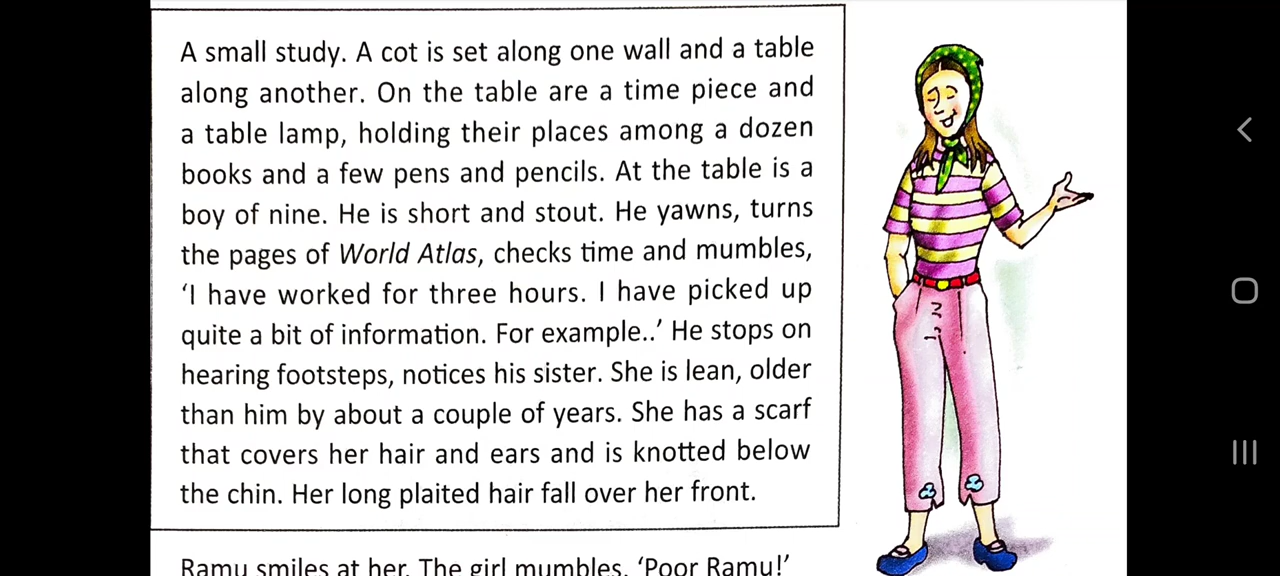 A small study. A cot is set along one wall and a table
along another. On the table are a time piece and
a table lamp, holding their places among a dozen
books and a few pens and pencils. At the table is a
boy of nine. He is short and stout. He yawns, turns
the pages of World Atlas, checks time and mumbles,
‘I have worked for three hours. I have picked up
quite a bit of information. For example..’ He stops on
hearing footsteps, notices his sister. She is lean, older
than him by about a couple of years. She has a scarf
that covers her hair and ears and is knotted below
the chin. Her long plaited hair fall over her front.
Ramu smiles at her. The girl mumbles, ‘Poor Ramu!’